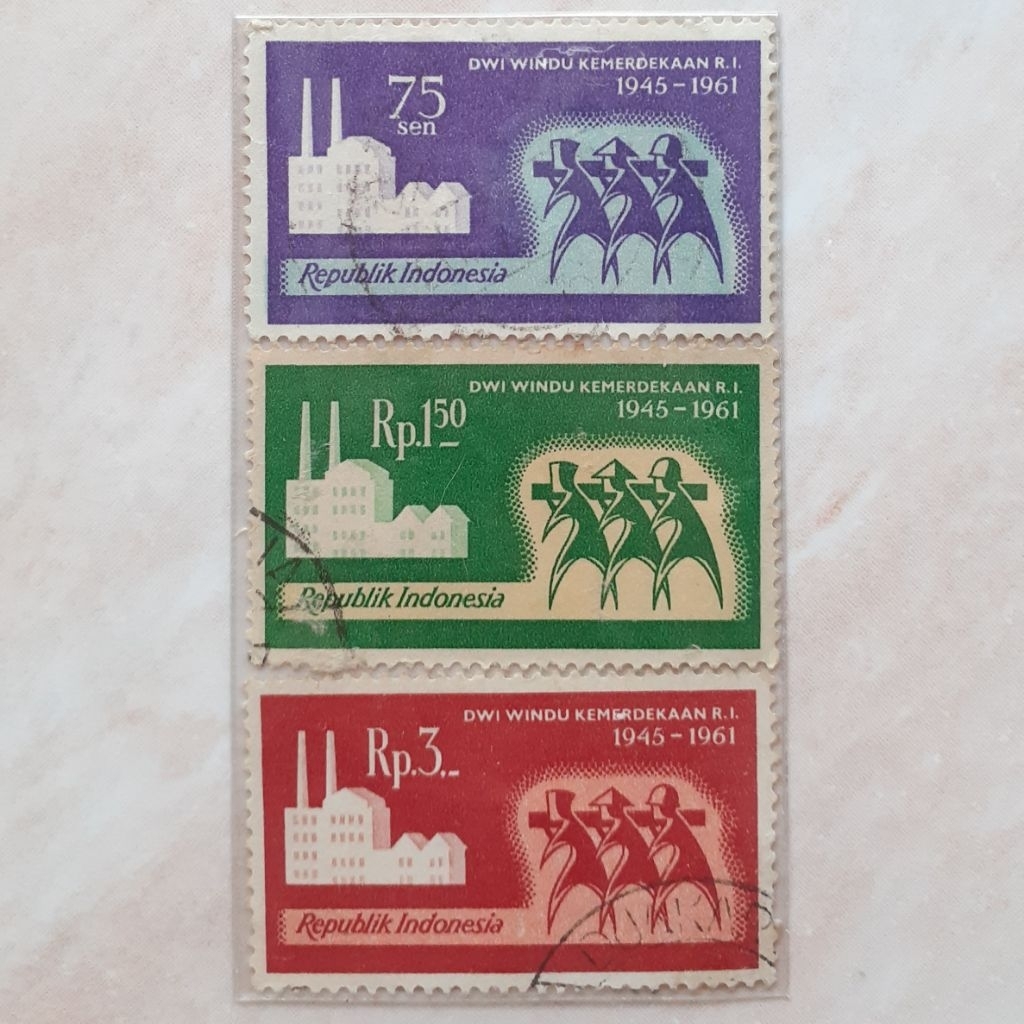 DWI WINDU KEMERDEKAAN R.I.
1945 – 1961
75
sen
Republik Indonesia
DWI WINDU KEMERDEKAAN R.I.
1945 – 1961
Rp.1 50
Republik Indonesia
DWI WINDU KEMERDEKAAN R.I.
1945 – 1961
Rp.3.-
Republik Indonesia